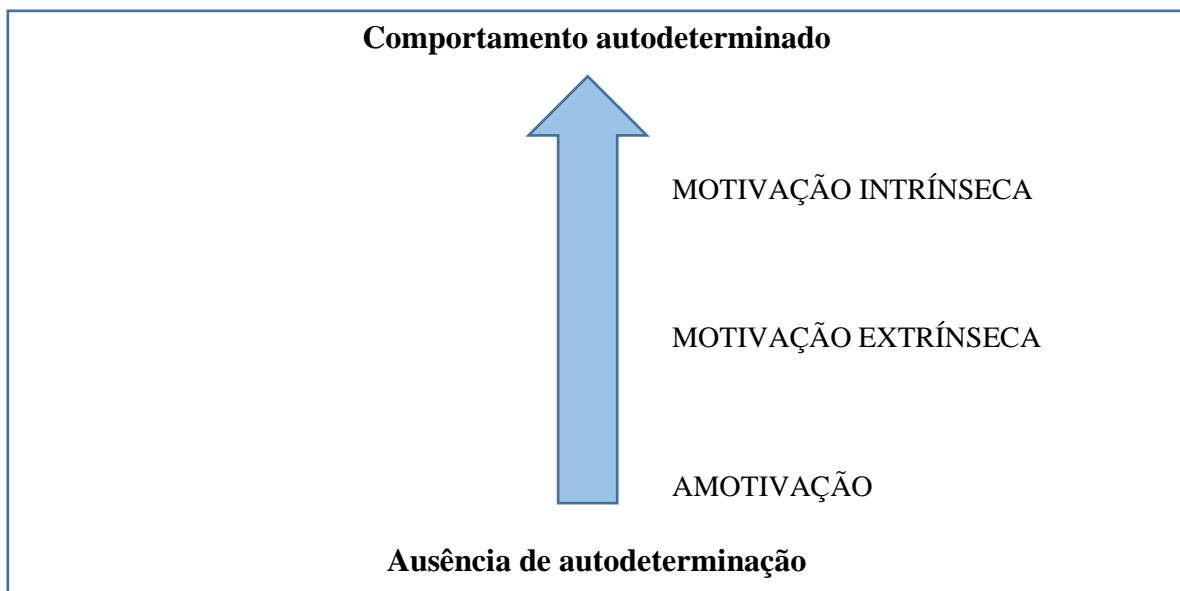 Comportamento autodeterminado
MOTIVAÇÃO INTRÍNSECA
MOTIVAÇÃO EXTRÍNSECA
AMOTIVAÇÃO
Ausência de autodeterminação